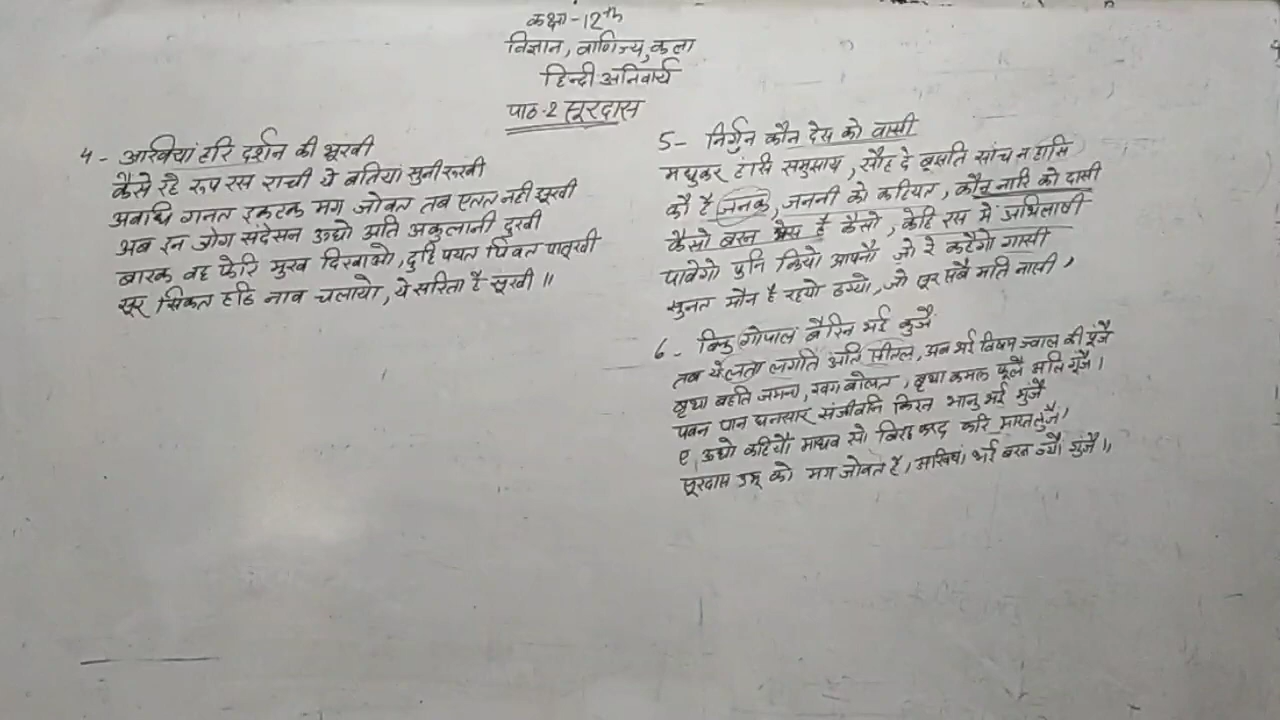 कक्षा-12th
विज्ञान, वाणिज्य, कला
हिन्दी अनिवार्य
पाठ-2 सूरदास
4- आखियां हरि दर्शन की भूखी
कैसे रहे रूप रस राची ये बतियां सुनी रूखी
अवधि गनत इकटक मग जोवत तब एतत नही झूखी
अब इन जोग संदेसन ऊधो अति अकुलानी दुखी
बारक वह फेरि मुख दिखाओ, दुहि पयत पिवत पातूखी
सूर सिकत हठि नाव चलायो, ये सरिता है सूखी ॥
5- निर्गुन कौन देस को वासी
मधुकर हंसि समुझाय, सौंह दे बूझति सांच न हासि
को है जनक, जननी को कहियत, कौन नारि को दासी
कैसो बरन भेस है कैसो, केहि रस में अभिलाषी
पावेगो पुनि कियो आपनो जो रे कहैगो गासी
सुनत मौन है रहयो ठग्यो, जो सूर सबै मति नासी,
6- बिनु गोपाल बैरिन भई कुजै
तब ये लता लगति अति सीतल, अब भई विषम ज्वाल की पूंजै
बृथा बहति जमना, खग बोलत, बृथा कमल फूलै अलि गूंजै।
पवन पान घनसार संजीवनि किरन भानु भई भुंजै
ए ऊधो कहियौ माधव सो बिरह करद करि मारत लुंजै।
सूरदास प्रभु को मग जोवत है, अखियां भई बरन ज्यौं गुंजै।,